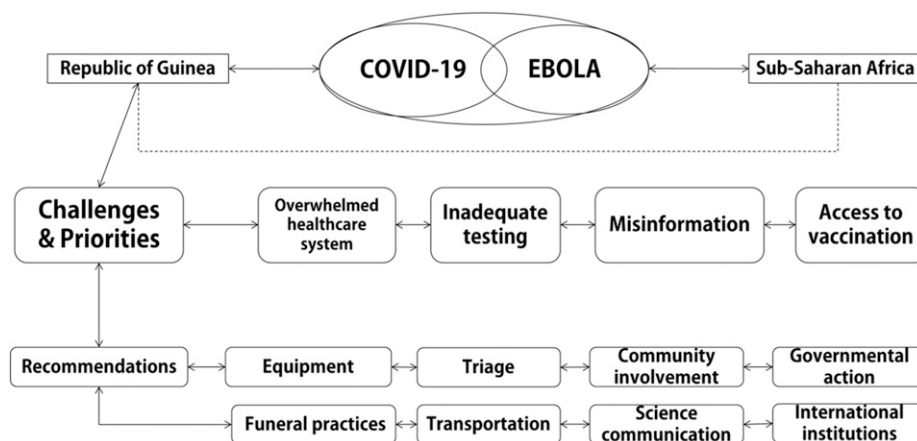 Republic of Guinea
COVID-19
EBOLA
Sub-Saharan Africa
Challenges
& Priorities
Overwhelmed
healthcare
system
Inadequate
testing
Misinformation
Access to
vaccination
Recommendations
Equipment
Triage
Community
involvement
Governmental
action
Funeral practices
Transportation
Science
communication
International
institutions